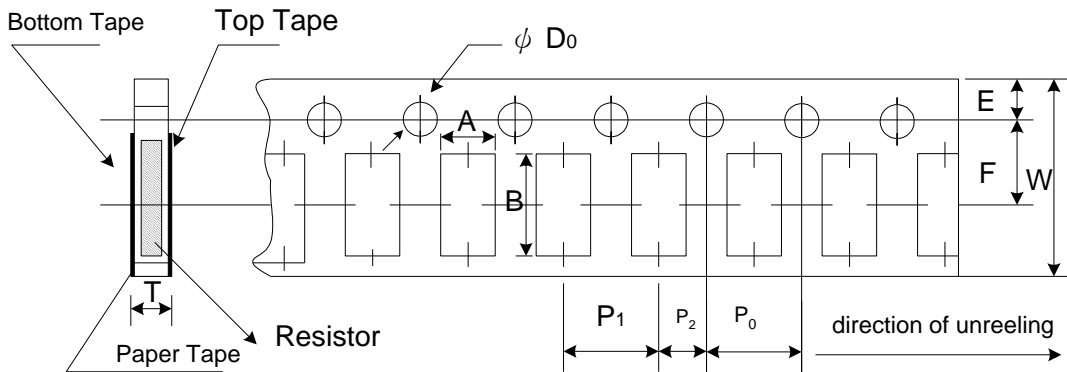 Bottom Tape
Top Tape
ϕ D0
E
A
F
W
B
T
P1
P2
P0
Resistor
direction of unreeling
Paper Tape